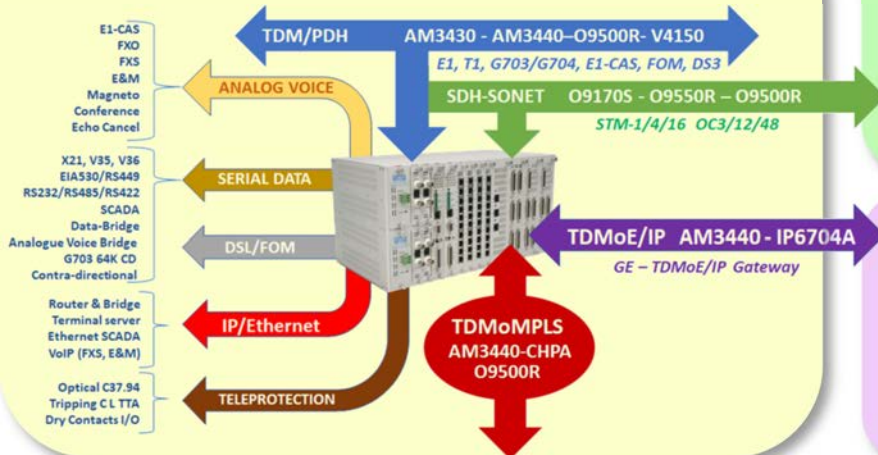 TDM/PDH AM3430 - AM3440–O9500R- V4150
E1, T1, G703/G704, E1-CAS, FOM, DS3
SDH-SONET O9170S - O9550R – O9500R
STM-1/4/16 OC3/12/48
E1-CAS
FXO
FXS
E&M
Magneto
Conference
Echo Cancel
ANALOG VOICE
X21, V35, V36
EIA530/RS449
RS232/RS485/RS422
SCADA
Data-Bridge
Analogue Voice Bridge
G703 64K CD
Contra-directional
SERIAL DATA
DSL/FOM
TDMoE/IP AM3440 - IP6704A
GE – TDMoE/IP Gateway
Router & Bridge
Terminal server
Ethernet SCADA
VoIP (FXS, E&M)
IP/Ethernet
TDMoMPLS
AM3440-CHPA
O9500R
Optical C37.94
Tripping C L TTA
Dry Contacts I/O
TELEPROTECTION